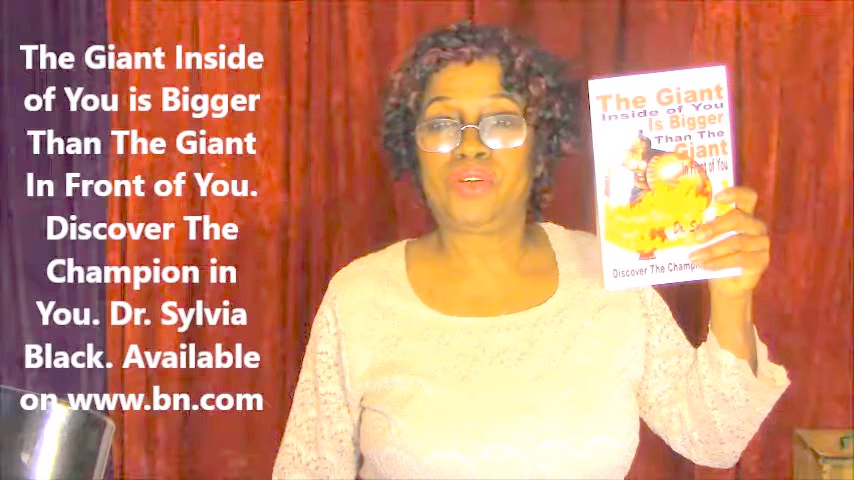 The Giant Inside
of You is Bigger
Than The Giant
In Front of You.
Discover The
Champion in
You. Dr. Sylvia
Black. Available
on www.bn.com
The Giant
Inside of You
Is Bigger
Than The
Giant
In Front of You
Dr.
Discover The